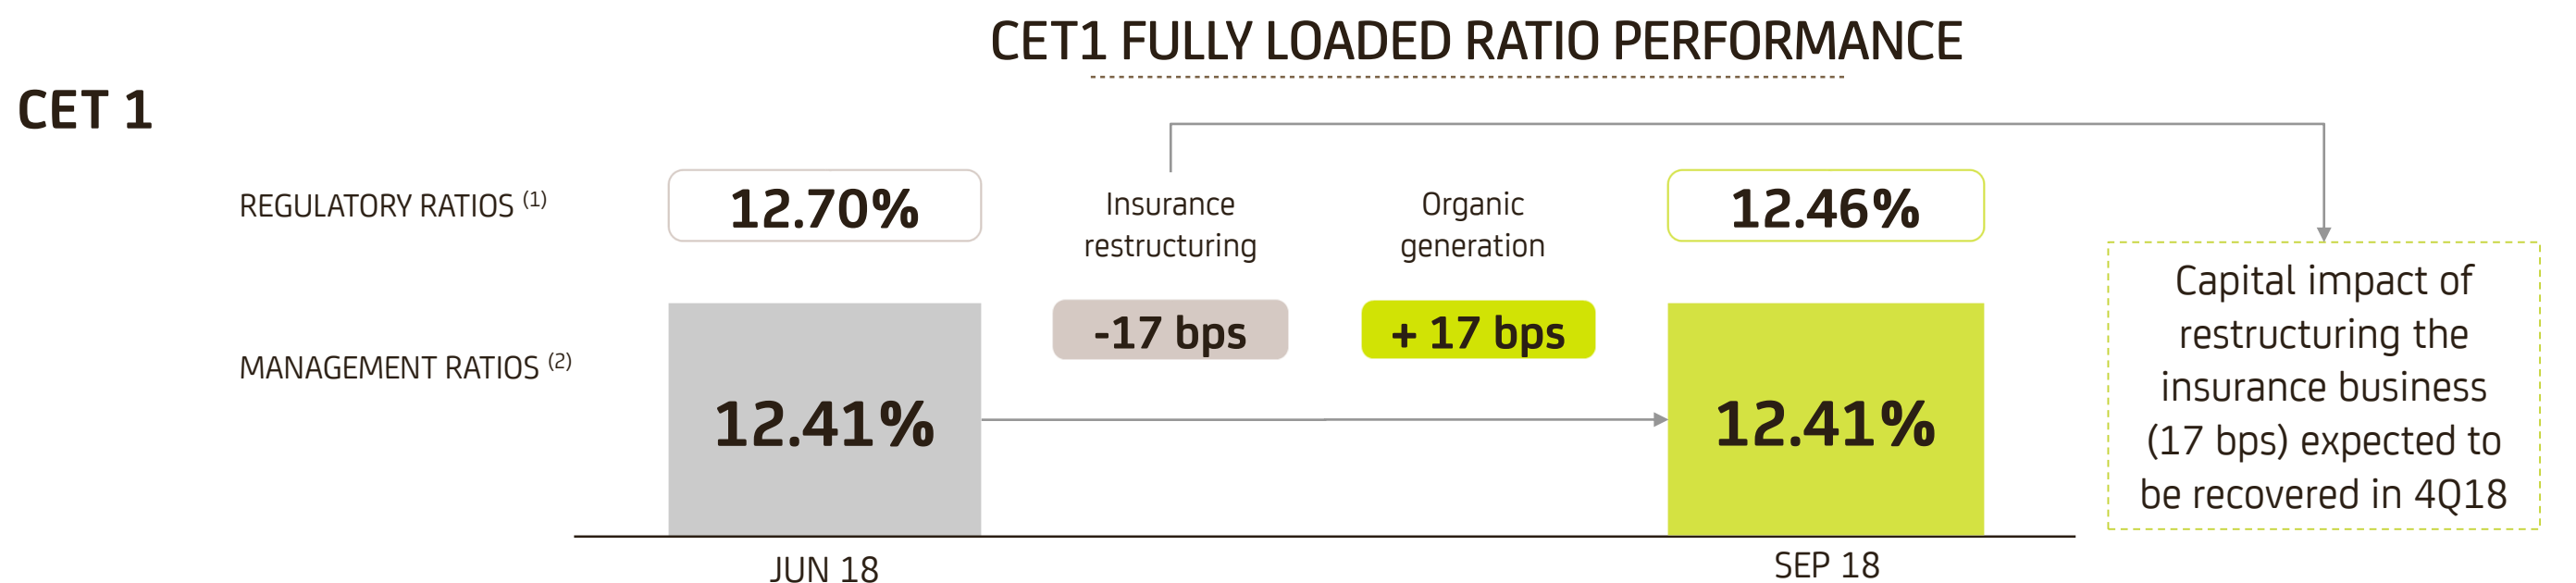 CET1 FULLY LOADED RATIO PERFORMANCE
CET 1
REGULATORY RATIOS (1)
12.70%
Insurance
restructuring
Organic
generation
12.46%
MANAGEMENT RATIOS (2)
12.41%
-17 bps
+ 17 bps
12.41%
Capital impact of
restructuring the
insurance business
(17 bps) expected to
be recovered in 4Q18
JUN 18
SEP 18